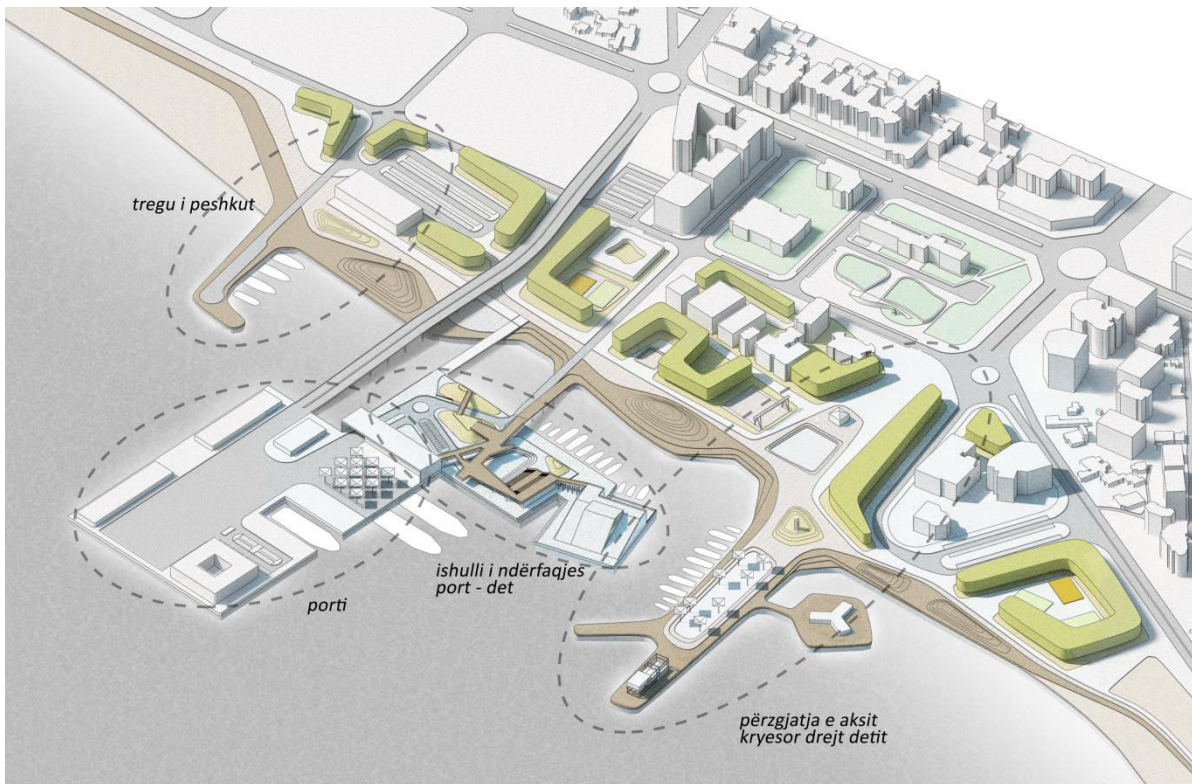 tregu i peshkut
ishulli i ndërfaqjes
port - det
porti
përzgjatja e aksit
kryesor drejt detit